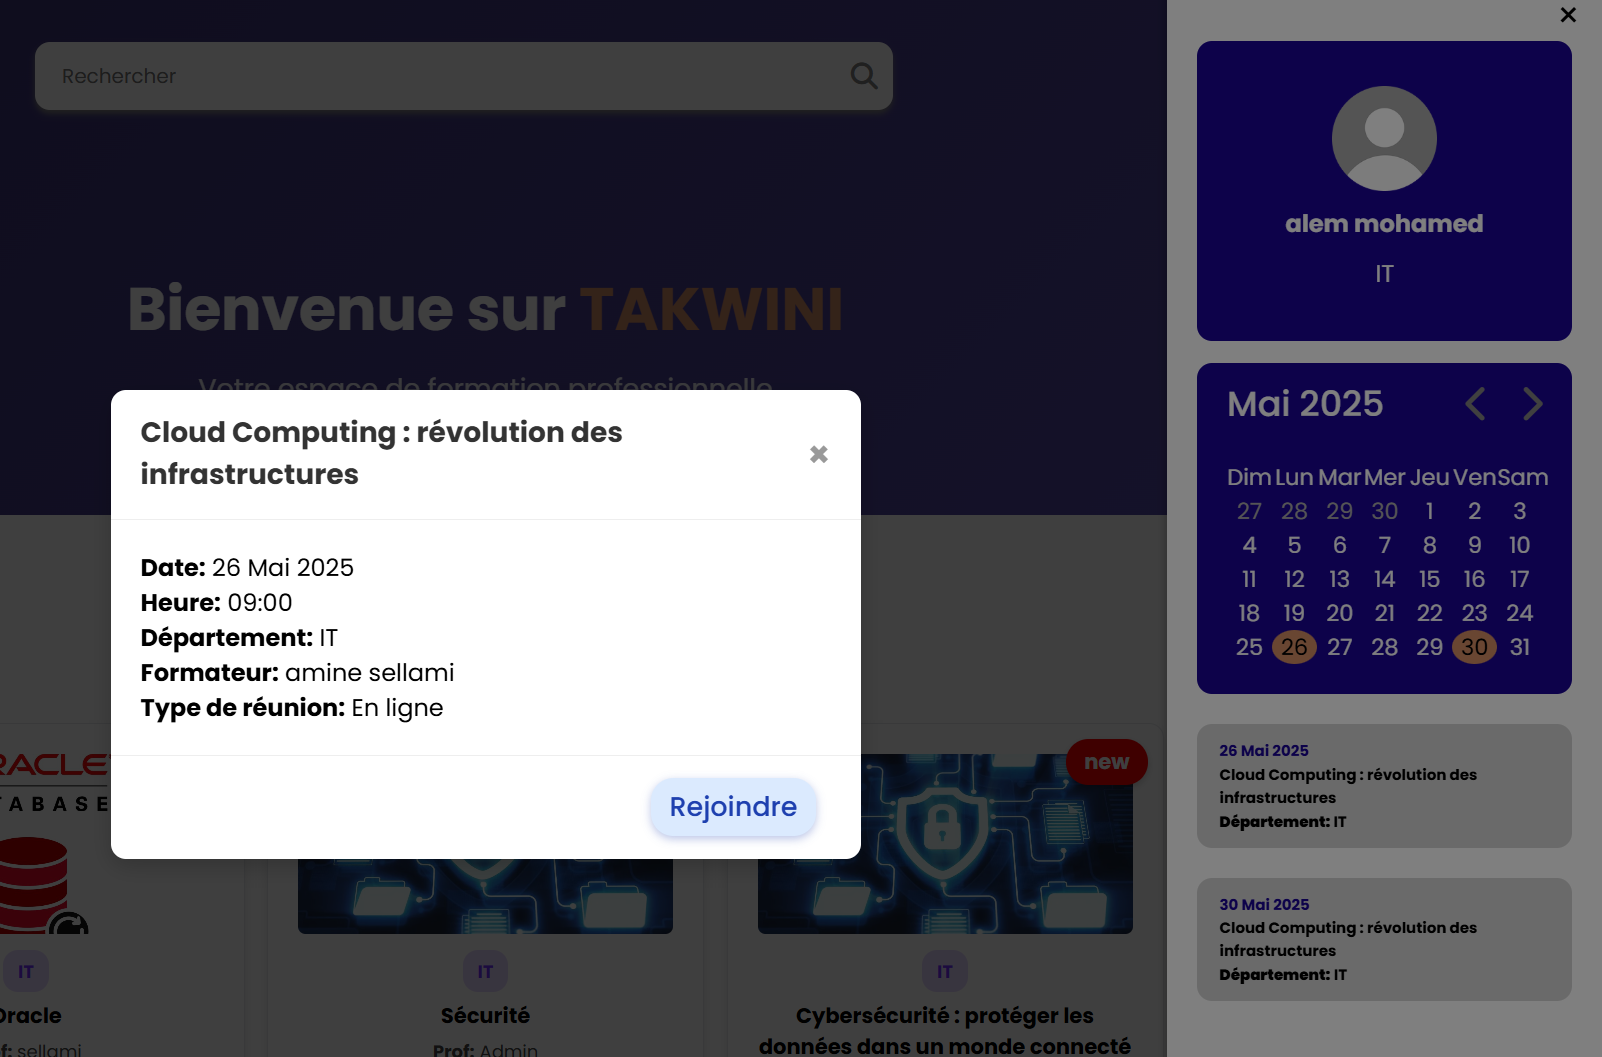 Rechercher
Bienvenue sur TAKWINI
Votre espace de formation professionnelle
Cloud Computing : révolution des
infrastructures
×
Date: 26 Mai 2025
Heure: 09:00
Département: IT
Formateur: amine sellami
Type de réunion: En ligne
Rejoindre
new
IT
Oracle
sellami
IT
Sécurité
Prof: Admin
IT
Cybersécurité : protéger les
données dans un monde connecté
×
alem mohamed
IT
Mai 2025
Dim Lun Mar Mer Jeu Ven Sam
27 28 29 30 1 2 3
4 5 6 7 8 9 10
11 12 13 14 15 16 17
18 19 20 21 22 23 24
25 26 27 28 29 30 31
26 Mai 2025
Cloud Computing : révolution des
infrastructures
Département: IT
30 Mai 2025
Cloud Computing : révolution des
infrastructures
Département: IT